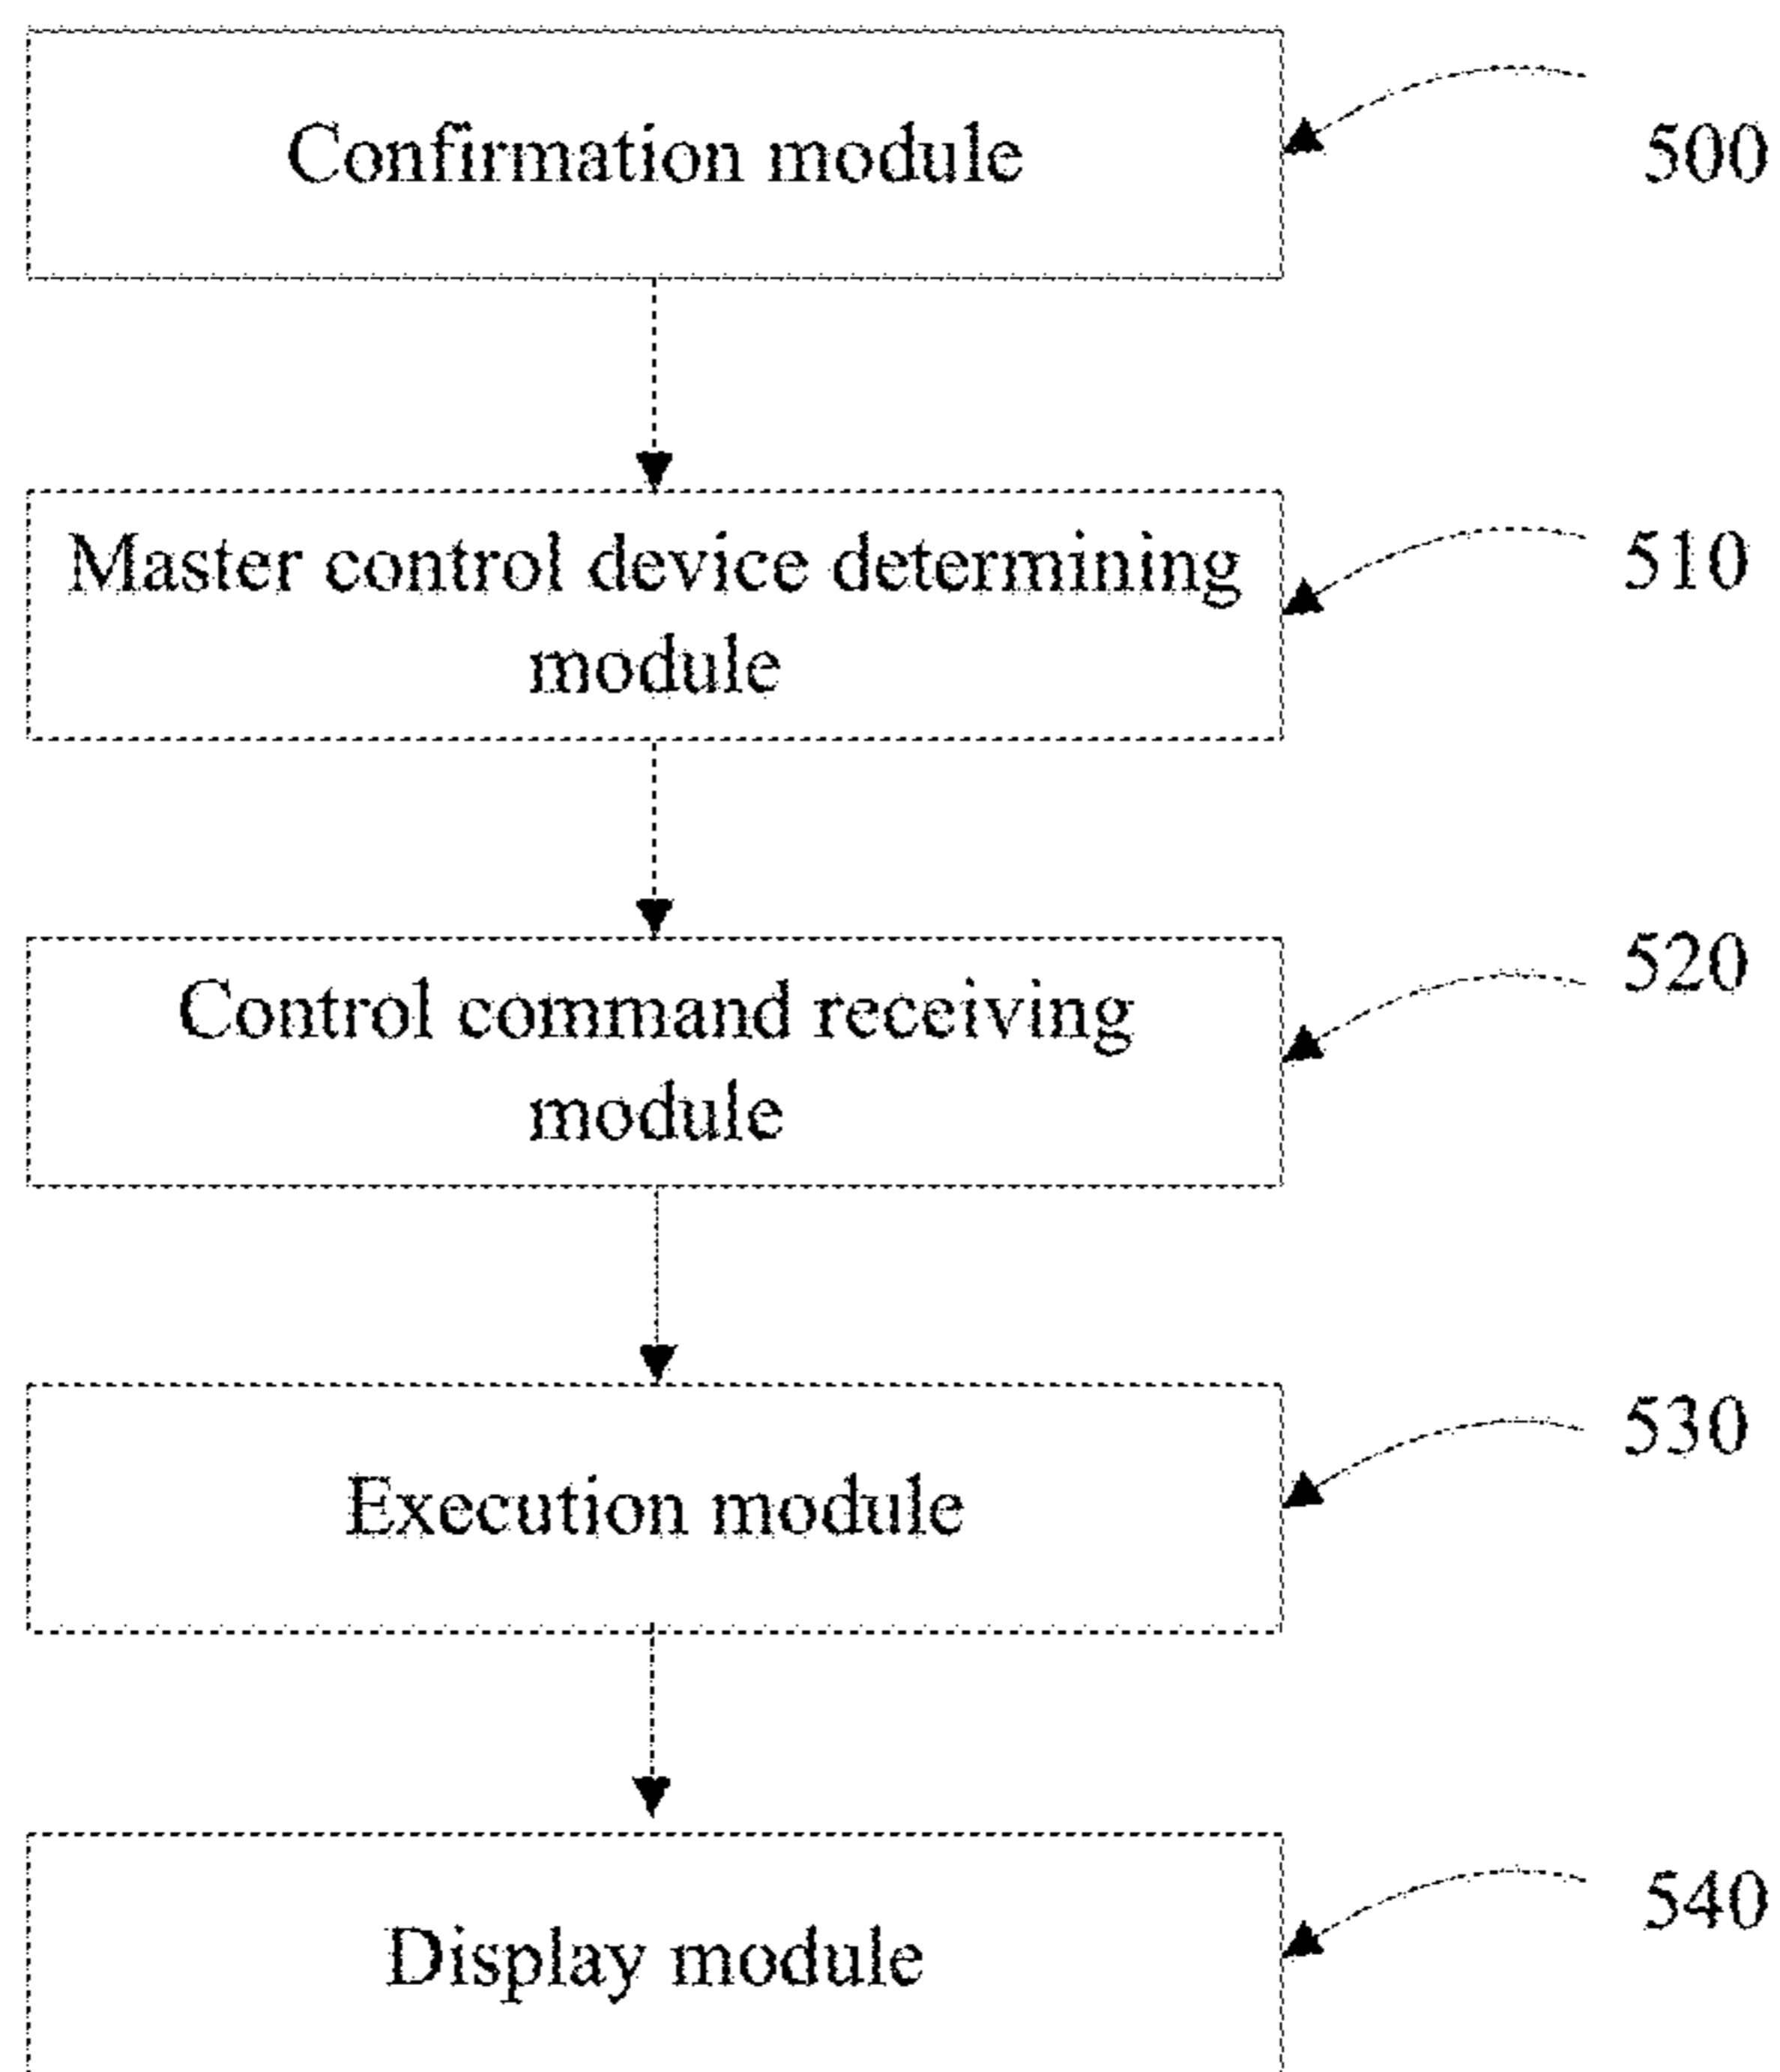 Confirmation module
500
Master control device determining
module
510
Control command receiving
module
520
Execution module
530
Display module
540